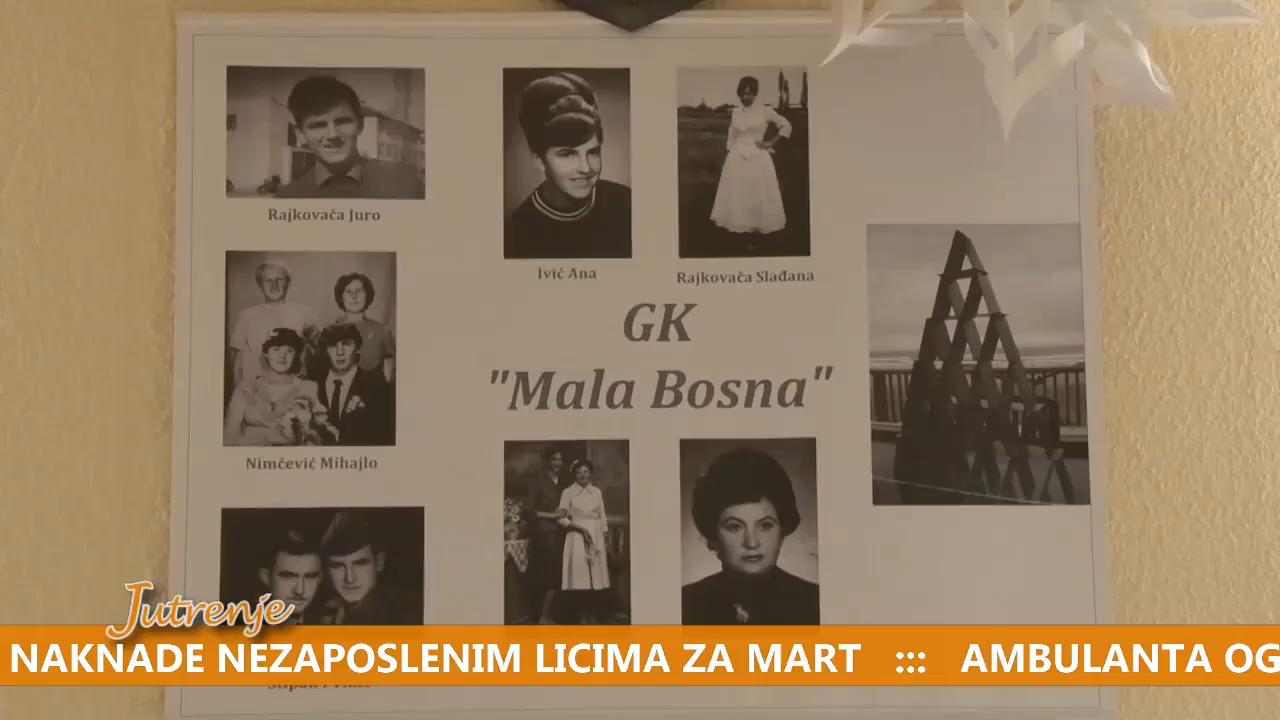 Rajkovača Juro
Ivić Ana
Rajkovača Slađana
GK
"Mala Bosna"
Nimčević Mihajlo
Jutrenje
NAKNADE NEZAPOSLENIM LICIMA ZA MART ::: AMBULANTA OG